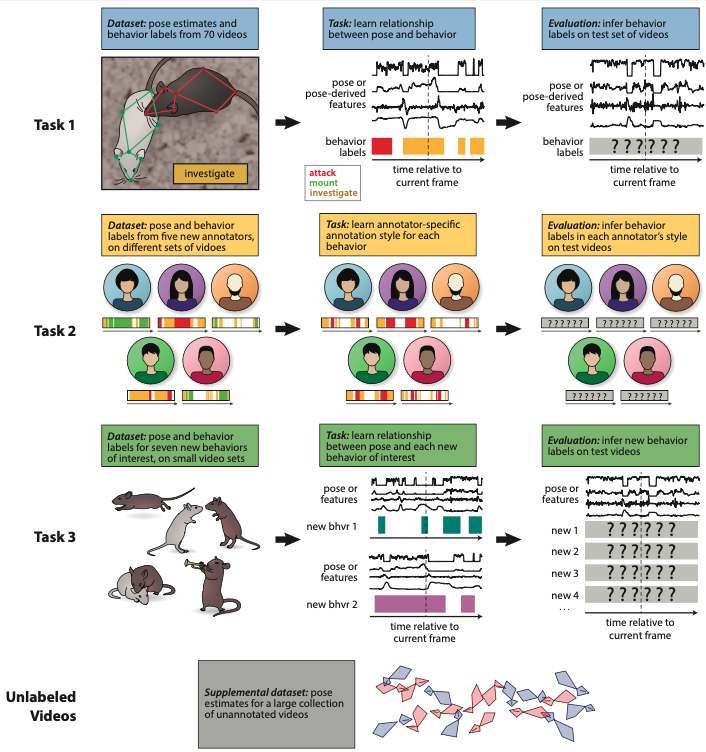 Dataset: pose estimates and
behavior labels from 70 videos
Task: learn relationship
between pose and behavior
Evaluation: infer behavior
labels on test set of videos
Task 1
investigate
pose or
pose-derived
features
behavior
labels
time relative to
current frame
attack
mount
investigate
pose or
pose-derived
features
behavior
labels
? ? ? ? ? ?
time relative to
current frame
Dataset: pose and behavior
labels from five new annotators,
on different sets of vidoes
Task: learn annotator-specific
annotation style for each
behavior
Evaluation: infer behavior
labels in each annotator's style
on test videos
Task 2
??????
??????
??????
??????
??????
Dataset: pose and behavior
labels for seven new behaviors
of interest, on small video sets
Task: learn relationship
between pose and each new
behavior of interest
Evaluation: infer new behavior
labels on test videos
Task 3
pose or
features
new bhvr 1
pose or
features
new bhvr 2
time relative to
current frame
pose or
features
new 1 ? ? ? ? ? ?
new 2 ? ? ? ? ? ?
new 3 ? ? ? ? ? ?
new 4 ? ? ? ? ? ?
...
time relative to
current frame
Unlabeled
Videos
Supplemental dataset: pose
estimates for a large collection
of unannotated videos